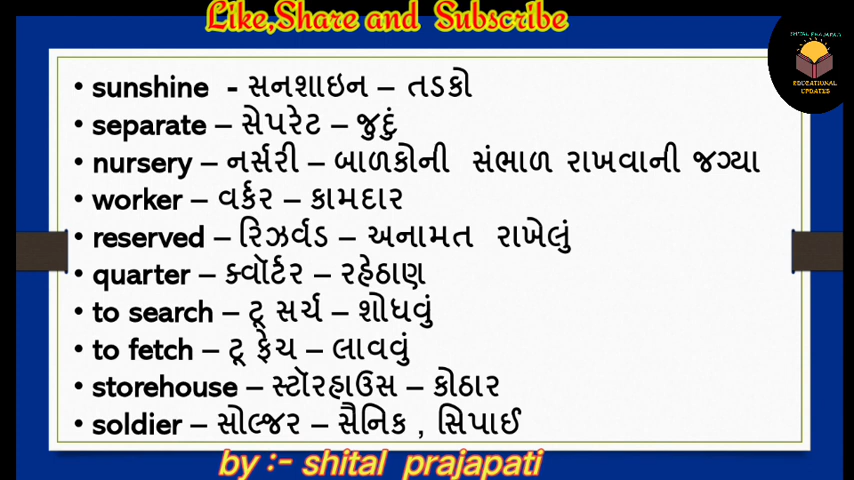 Like,Share and Subscribe
SHITAL PRAJAPATI
EDUCATIONAL
UPDATES
• sunshine - સનશાઇન – તડકો
• separate – સેપરેટ – જુદું
• nursery – નર્સરી – બાળકોની સંભાળ રાખવાની જગ્યા
• worker – વર્કર – કામદાર
• reserved – રિઝર્વડ – અનામત રાખેલું
• quarter – ક્વૉર્ટર – રહેઠાણ
• to search – ટૂ સર્ચ – શોધવું
• to fetch – ટૂ ફેચ – લાવવું
• storehouse – સ્ટૉરહાઉસ – કોઠાર
• soldier – સોલ્જર – સૈનિક , સિપાઈ
by :- shital prajapati